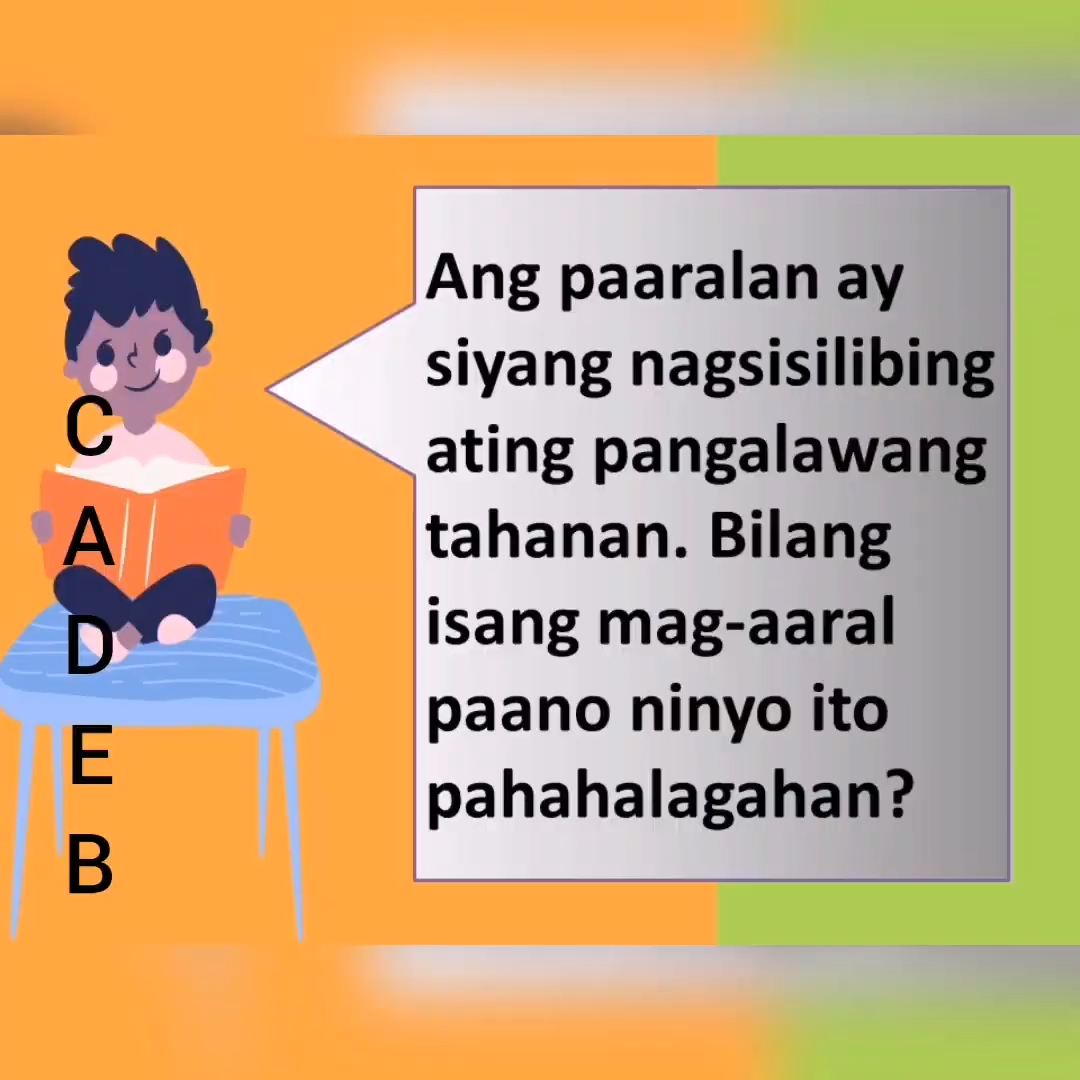 Ang paaralan ay
siyang nagsisilibing
ating pangalawang
tahanan. Bilang
isang mag-aaral
paano ninyo ito
pahahalagahan?
C
A
D
E
B